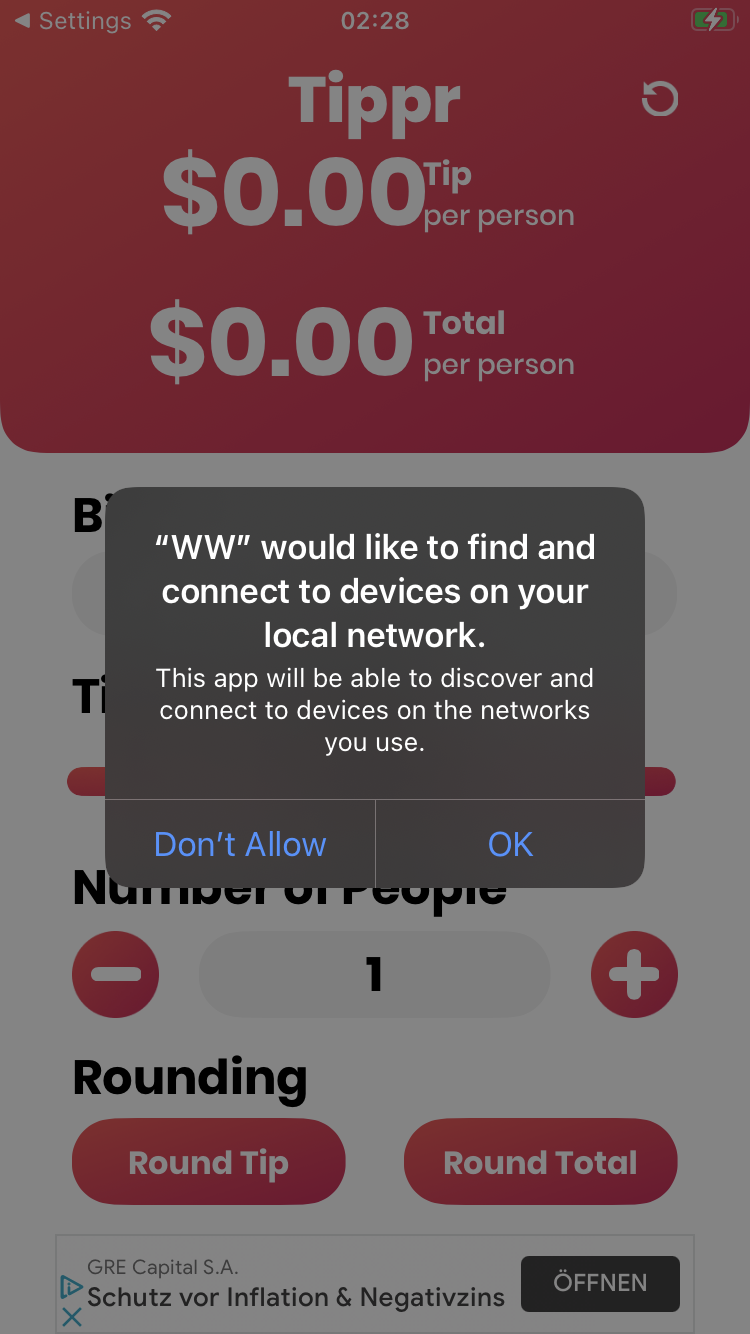 Settings
02:28
Tippr
$0.00 Tip
per person
$0.00 Total
per person
“WW” would like to find and
connect to devices on your
local network.
This app will be able to discover and
connect to devices on the networks
you use.
Don’t Allow OK
Number of People
1
Rounding
Round Tip Round Total
GRE Capital S.A.
Schutz vor Inflation & Negativzins
ÖFFNEN